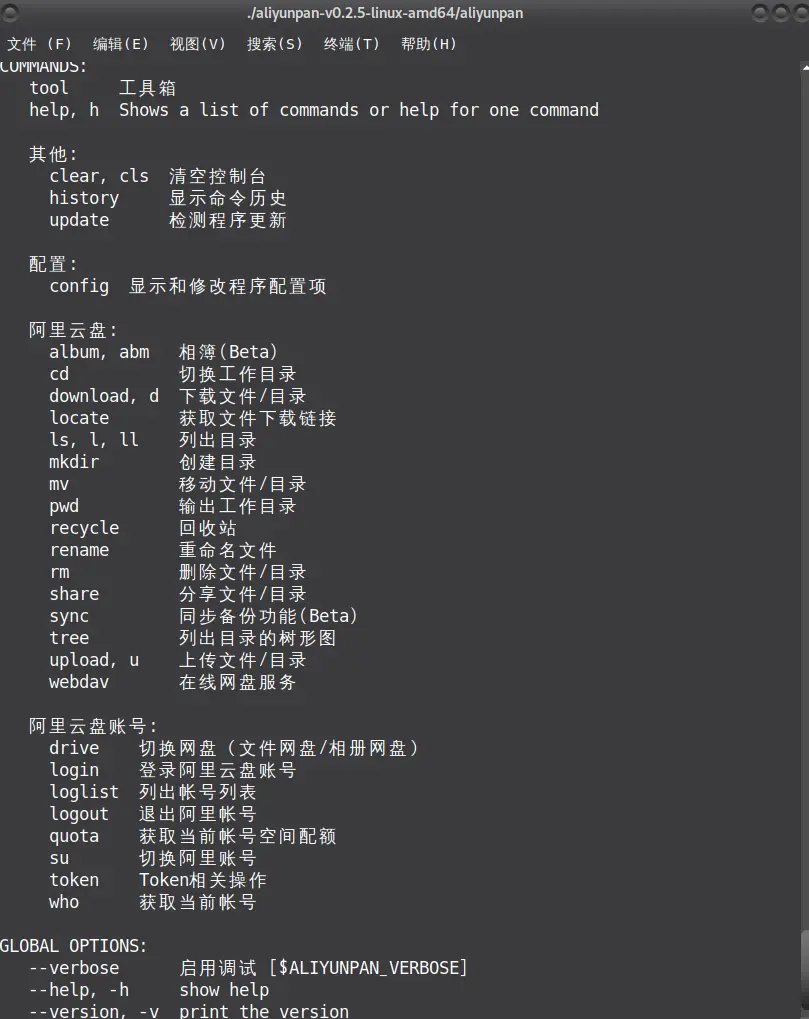 ./aliyunpan-v0.2.5-linux-amd64/aliyunpan
文件 (F) 编辑(E) 视图(V) 搜索(S) 终端(T) 帮助(H)
COMMANDS:
tool 工具箱
help, h Shows a list of commands or help for one command
其他:
clear, cls 清空控制台
history 显示命令历史
update 检测程序更新
配置:
config 显示和修改程序配置项
阿里云盘:
album, abm 相簿(Beta)
cd 切换工作目录
download, d 下载文件/目录
locate 获取文件下载链接
ls, l, ll 列出目录
mkdir 创建目录
mv 移动文件/目录
pwd 输出工作目录
recycle 回收站
rename 重命名文件
rm 删除文件/目录
share 分享文件/目录
sync 同步备份功能(Beta)
tree 列出目录的树形图
upload, u 上传文件/目录
webdav 在线网盘服务
阿里云盘账号:
drive 切换网盘（文件网盘/相册网盘）
login 登录阿里云盘账号
loglist 列出帐号列表
logout 退出阿里帐号
quota 获取当前帐号空间配额
su 切换阿里账号
token Token相关操作
who 获取当前帐号
GLOBAL OPTIONS:
--verbose 启用调试 [$ALIYUNPAN_VERBOSE]
--help, -h show help
--version, -v print the version